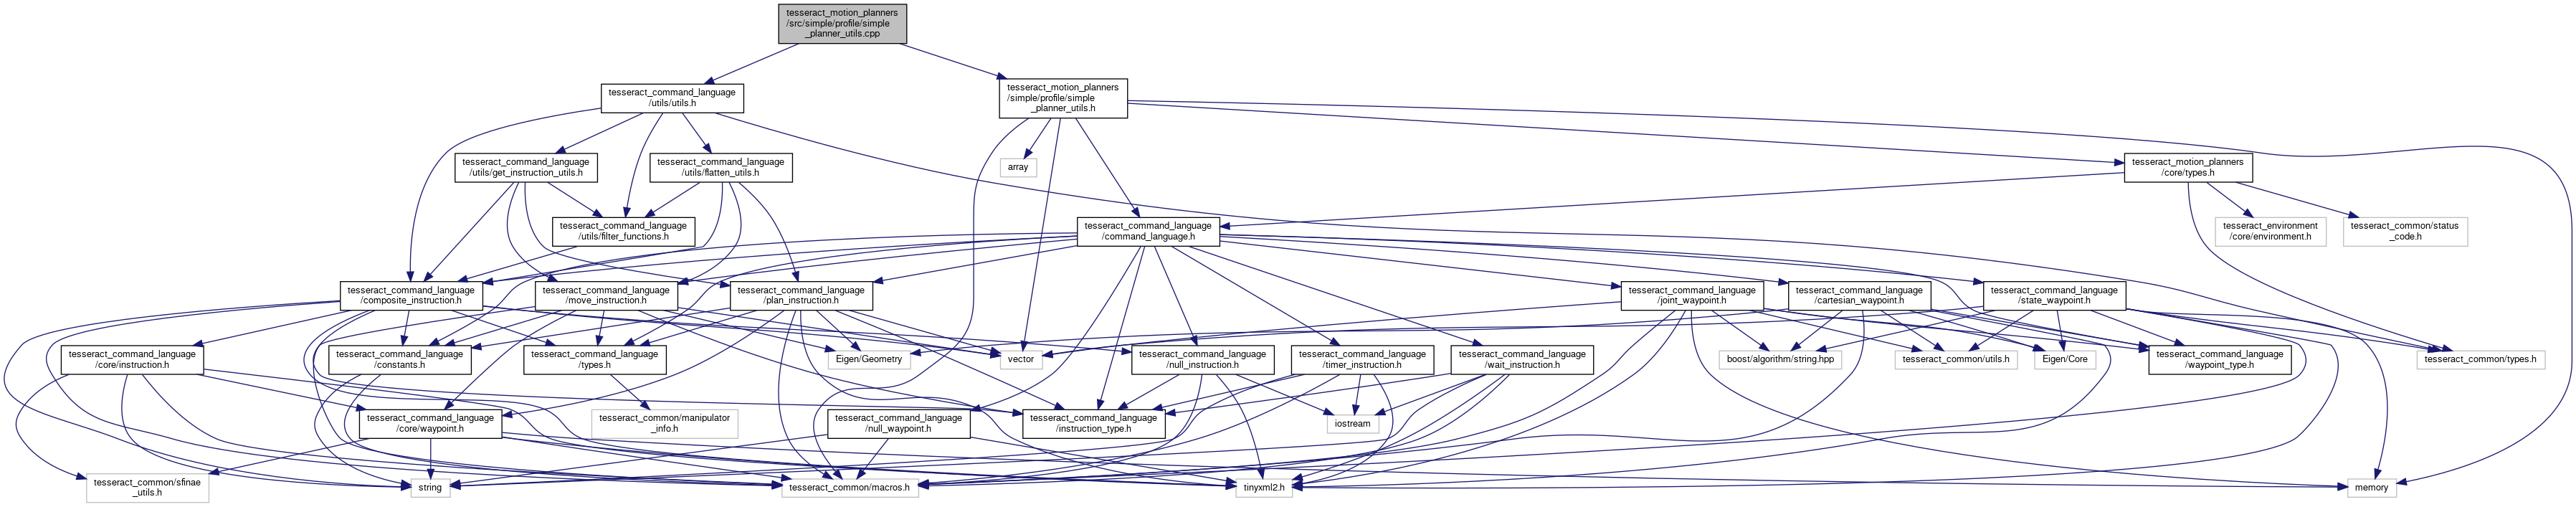 tesseract_motion_planners
/src/simple/profile/simple
_planner_utils.cpp
tesseract_command_language
/utils/utils.h
tesseract_motion_planners
/simple/profile/simple
_planner_utils.h
tesseract_command_language
/utils/get_instruction_utils.h
tesseract_command_language
/utils/flatten_utils.h
array
tesseract_motion_planners
/core/types.h
tesseract_command_language
/utils/filter_functions.h
tesseract_command_language
/command_language.h
tesseract_environment
/core/environment.h
tesseract_common/status
_code.h
tesseract_command_language
/composite_instruction.h
tesseract_command_language
/move_instruction.h
tesseract_command_language
/plan_instruction.h
tesseract_command_language
/joint_waypoint.h
tesseract_command_language
/cartesian_waypoint.h
tesseract_command_language
/state_waypoint.h
tesseract_command_language
/core/instruction.h
tesseract_command_language
/constants.h
tesseract_command_language
/types.h
Eigen/Geometry
vector
tesseract_command_language
/null_instruction.h
tesseract_command_language
/timer_instruction.h
tesseract_command_language
/wait_instruction.h
boost/algorithm/string.hpp
tesseract_common/utils.h
Eigen/Core
tesseract_command_language
/waypoint_type.h
tesseract_common/types.h
tesseract_command_language
/core/waypoint.h
tesseract_common/manipulator
_info.h
tesseract_command_language
/null_waypoint.h
tesseract_command_language
/instruction_type.h
iostream
tesseract_common/sfinae
_utils.h
string
tesseract_common/macros.h
tinyxml2.h
memory